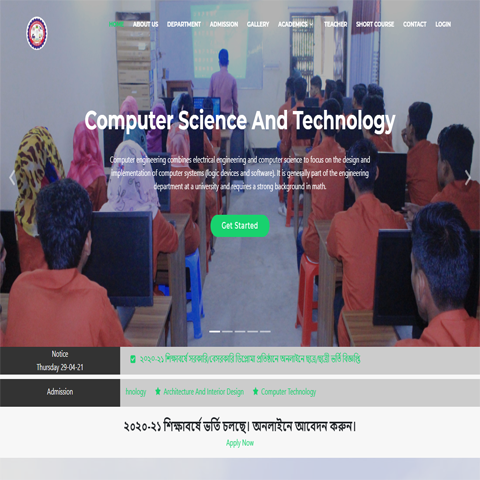 HOME ABOUT US DEPARTMENT ADMISSION GALLERY ACADEMICS TEACHER SHORT COURSE CONTACT LOGIN
Computer Science And Technology
Computer engineering combines electrical engineering and computer science to focus on the design and
implementation of computer systems (logic devices and software). It is generally part of the engineering
department at a university and requires a strong background in math.
Get Started
Notice
Thursday 29-04-21
২০২০-২১ শিক্ষাবর্ষে সরকারি/বেসরকারি ডিপ্লোমা প্রতিষ্ঠানে অনলাইনে ছাত্র/ছাত্রী ভর্তি বিজ্ঞপ্তি
Admission
hnology Architecture And Interior Design Computer Technology
২০২০-২১ শিক্ষাবর্ষে ভর্তি চলছে। অনলাইনে আবেদন করুন।
Apply Now